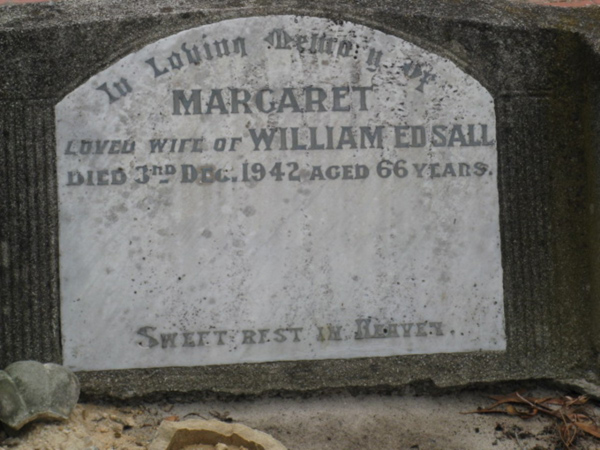 In Loving Memory of
MARGARET
LOVED WIFE OF WILLIAM EDSALL
DIED 3RD DEC. 1942 AGED 66 YEARS.
SWEET REST IN HEAVEN.